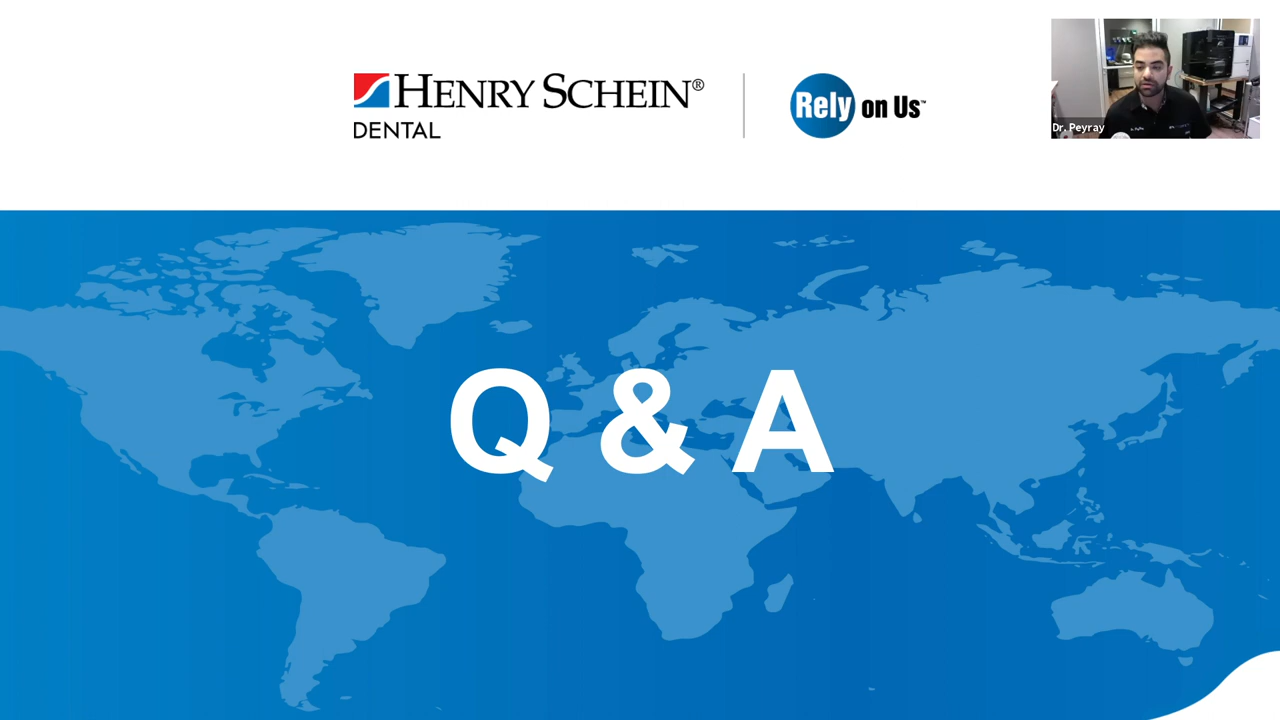 HENRY SCHEIN®
DENTAL
Rely on Us™
Dr. Peyray
Q & A